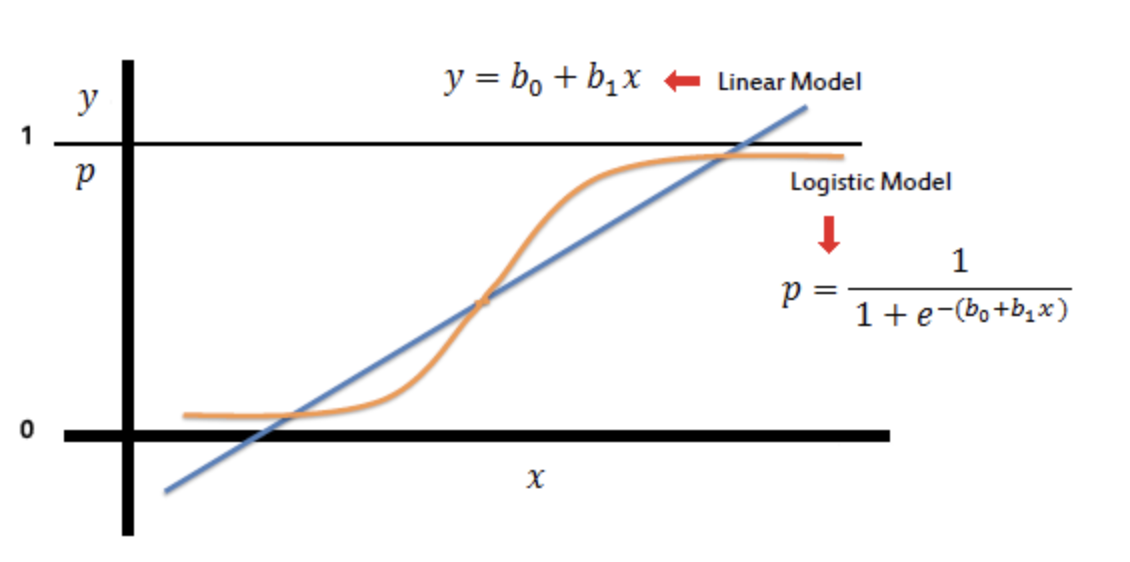 y = b₀ + b₁x
Linear Model
y
1
p
Logistic Model
p = 1 / (1 + e^−(b₀+b₁x))
0
x